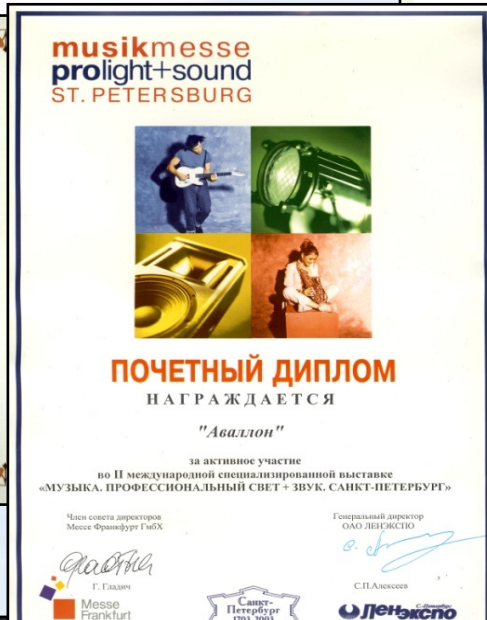 musikmesse
prolight+sound
ST. PETERSBURG
ПОЧЕТНЫЙ ДИПЛОМ
НАГРАЖДАЕТСЯ
"Аваллон"
за активное участие
во II международной специализированной выставке
«МУЗЫКА. ПРОФЕССИОНАЛЬНЫЙ СВЕТ + ЗВУК. САНКТ-ПЕТЕРБУРГ»
Член совета директоров
Мессе Франкфурт ГмбХ
Г. Гладич
Messe
Frankfurt
Генеральный директор
ОАО ЛЕНЭКСПО
С.П.Алексеев
Санкт-
Петербург
1703-2003
С-Петербург
Ленэкспо